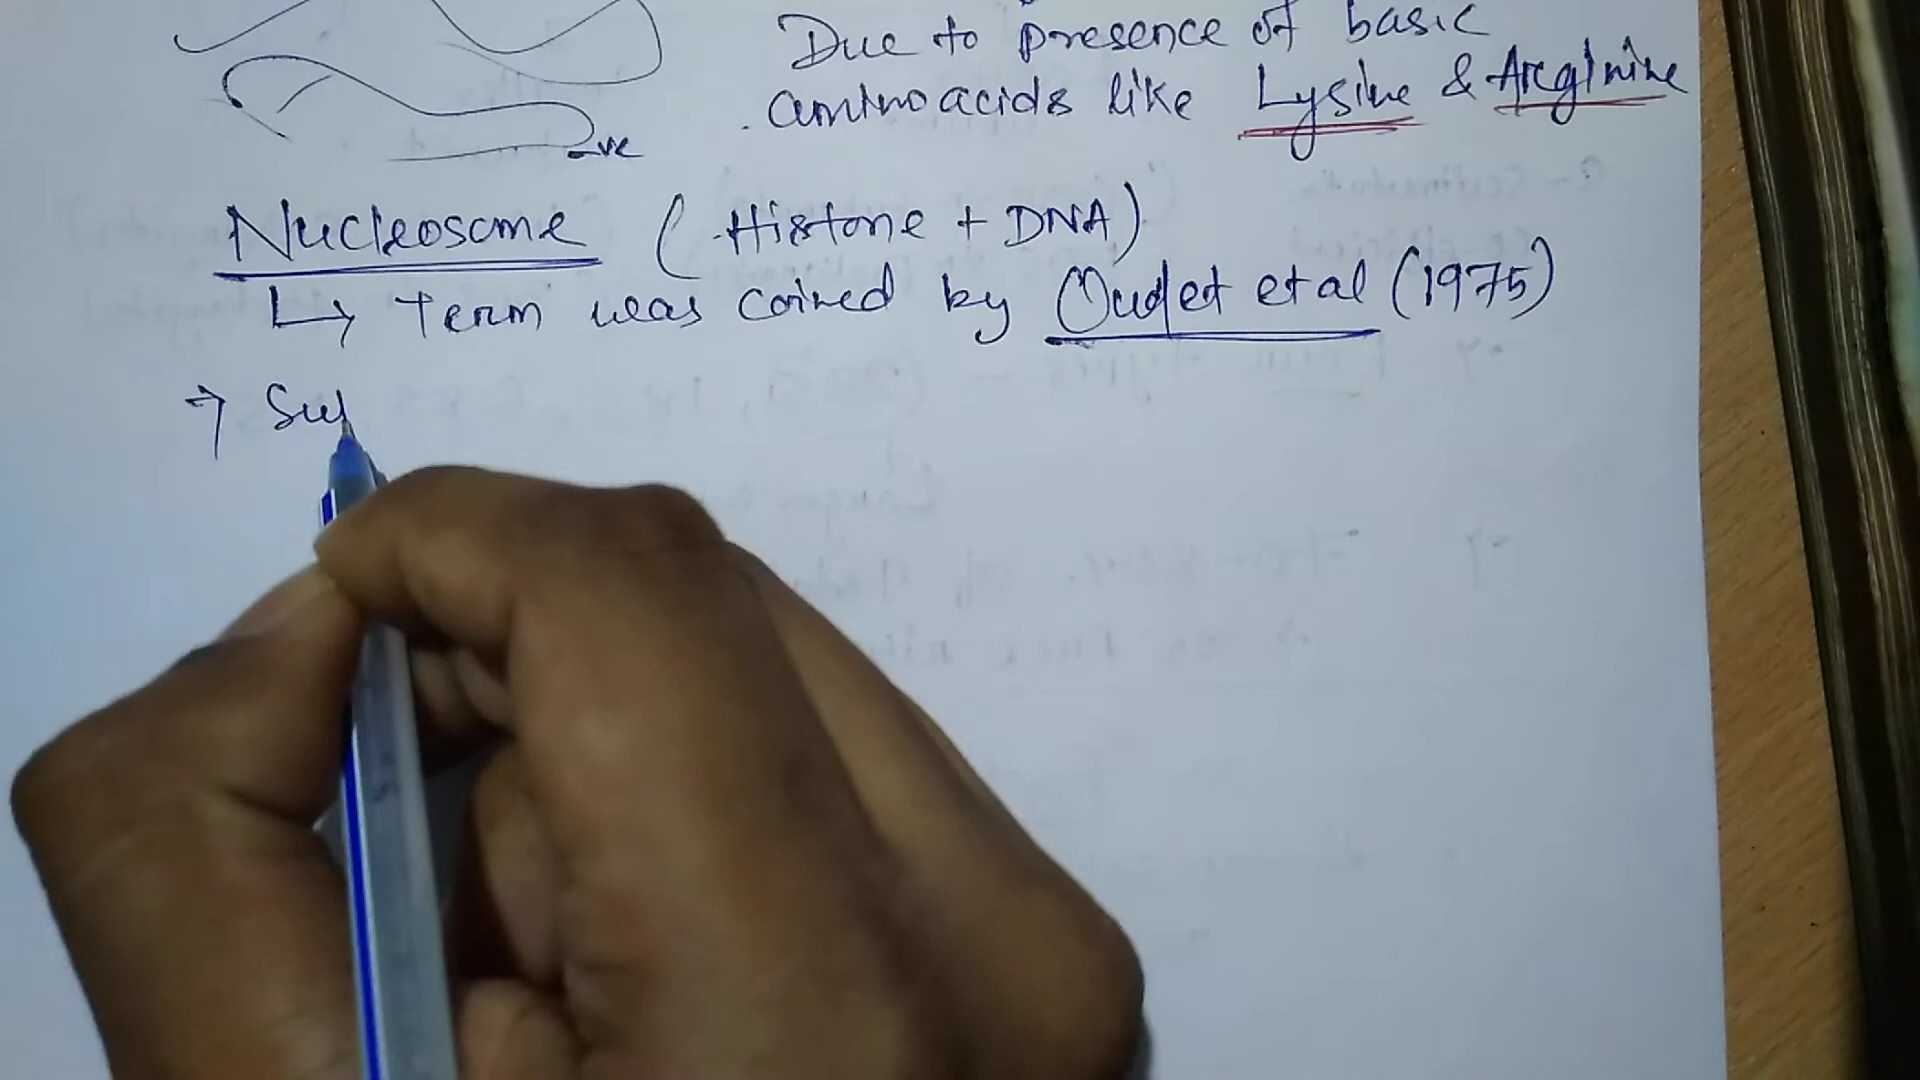 Due to presence of basic
amino acids like Lysine & Arginine
-ve
Nucleosome (Histone + DNA)
↳ Term was coined by Oudet et al (1975)
→ Su